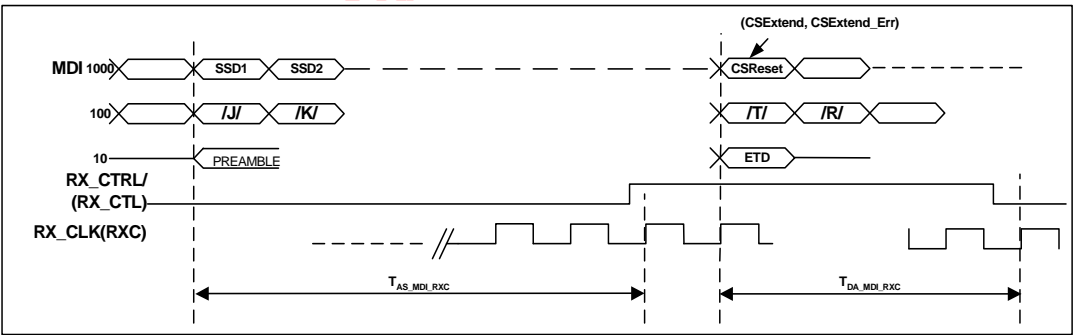 (CSExtend, CSExtend_Err)
MDI 1000 SSD1 SSD2 CSReset
100 /J/ /K/ /T/ /R/
10 PREAMBLE ETD
RX_CTRL/
(RX_CTL)
RX_CLK(RXC)
TAS_MDI_RXC TDA_MDI_RXC